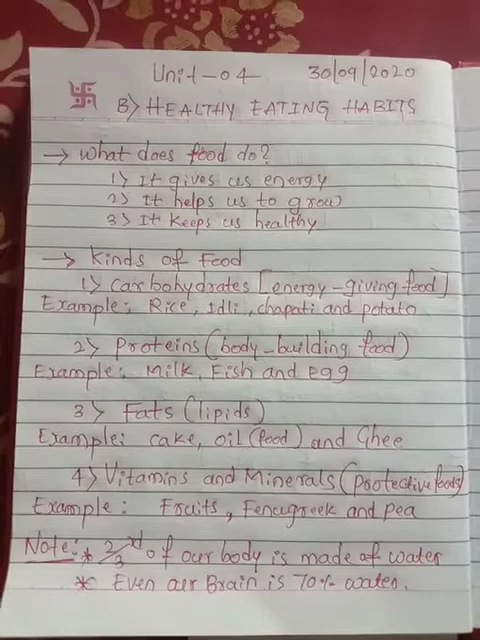 Unit-04 30/09/2020
卐 B> HEALTHY EATING HABITS
→ What does food do?
1> It gives us energy
2> It helps us to grow
3> It keeps us healthy
→ Kinds of Food
1> Carbohydrates [energy-giving food]
Example: Rice, Idli, chapati and potato
2> Proteins (body-building food)
Example: Milk, Fish and egg
3> Fats (lipids)
Example: cake, oil (food) and Ghee
4> Vitamins and Minerals (protective foods)
Example: Fruits, Fenugreek and pea
Note: * 2/3rd of our body is made of water
* Even our Brain is 70% water.